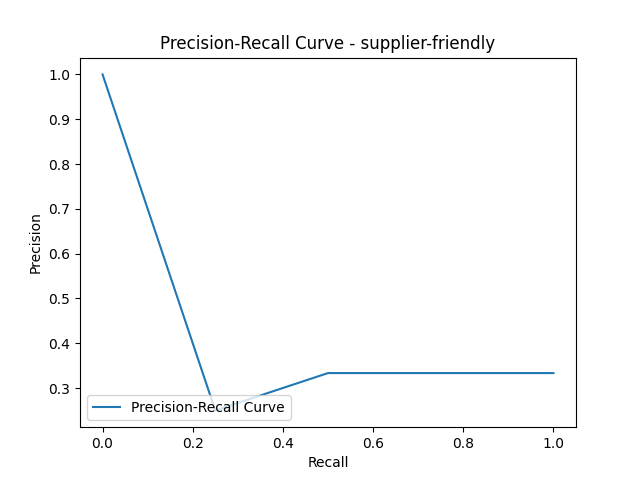 Precision-Recall Curve - supplier-friendly
1.0
0.9
0.8
0.7
0.6
0.5
0.4
0.3
Precision
Precision-Recall Curve
0.0 0.2 0.4 0.6 0.8 1.0
Recall